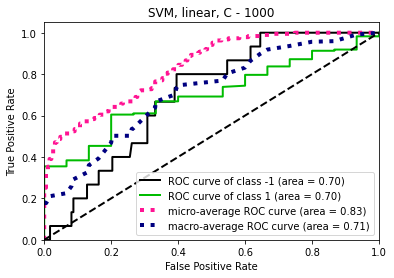 SVM, linear, C - 1000
True Positive Rate
1.0
0.8
0.6
0.4
0.2
0.0
ROC curve of class -1 (area = 0.70)
ROC curve of class 1 (area = 0.70)
micro-average ROC curve (area = 0.83)
macro-average ROC curve (area = 0.71)
0.0 0.2 0.4 0.6 0.8 1.0
False Positive Rate